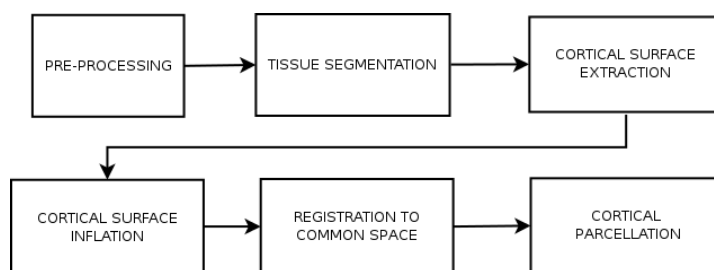 PRE-PROCESSING
TISSUE SEGMENTATION
CORTICAL SURFACE
EXTRACTION
CORTICAL SURFACE
INFLATION
REGISTRATION TO
COMMON SPACE
CORTICAL
PARCELLATION